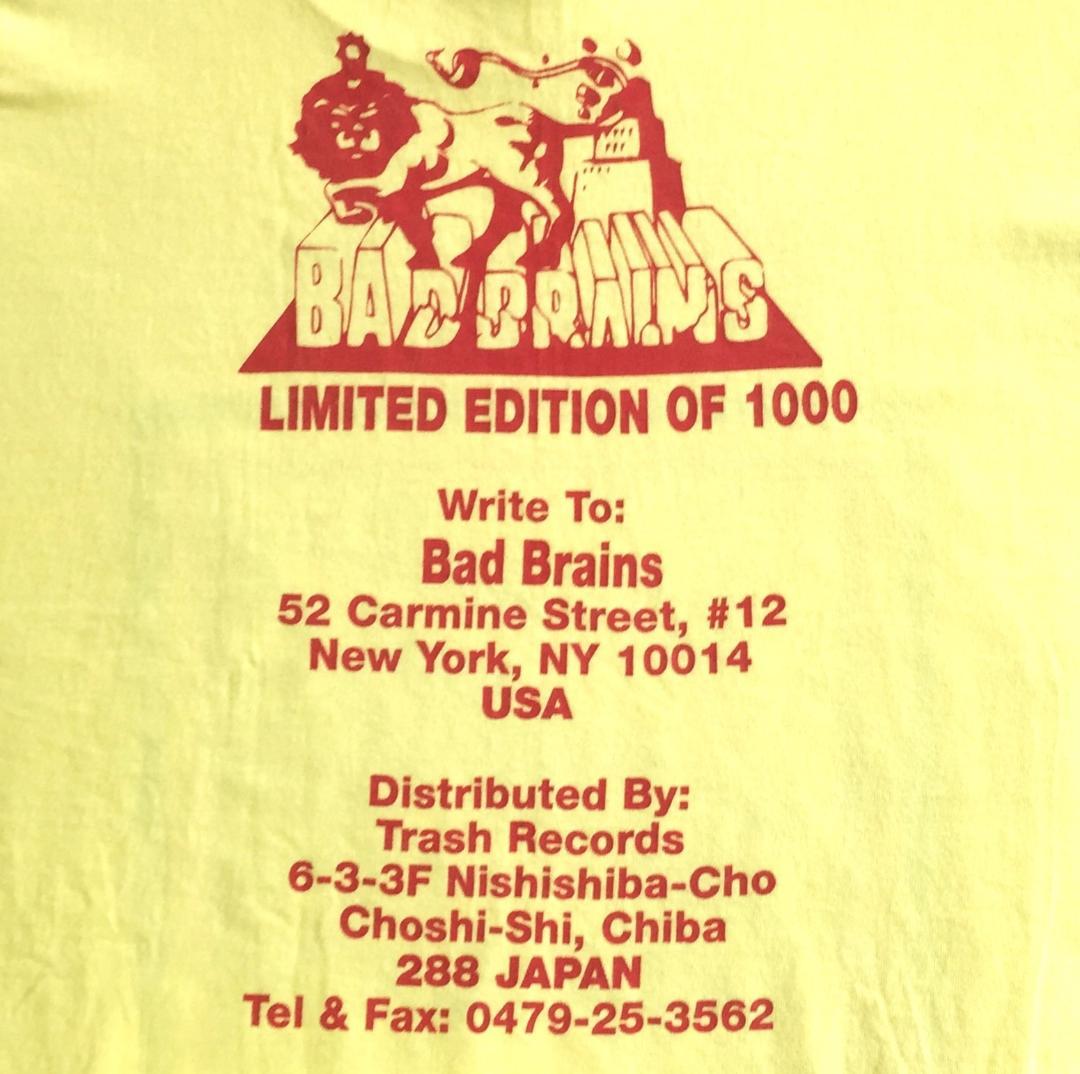 BAD BRAINS
LIMITED EDITION OF 1000
Write To:
Bad Brains
52 Carmine Street, #12
New York, NY 10014
USA
Distributed By:
Trash Records
6-3-3F Nishishiba-Cho
Choshi-Shi, Chiba
288 JAPAN
Tel & Fax: 0479-25-3562